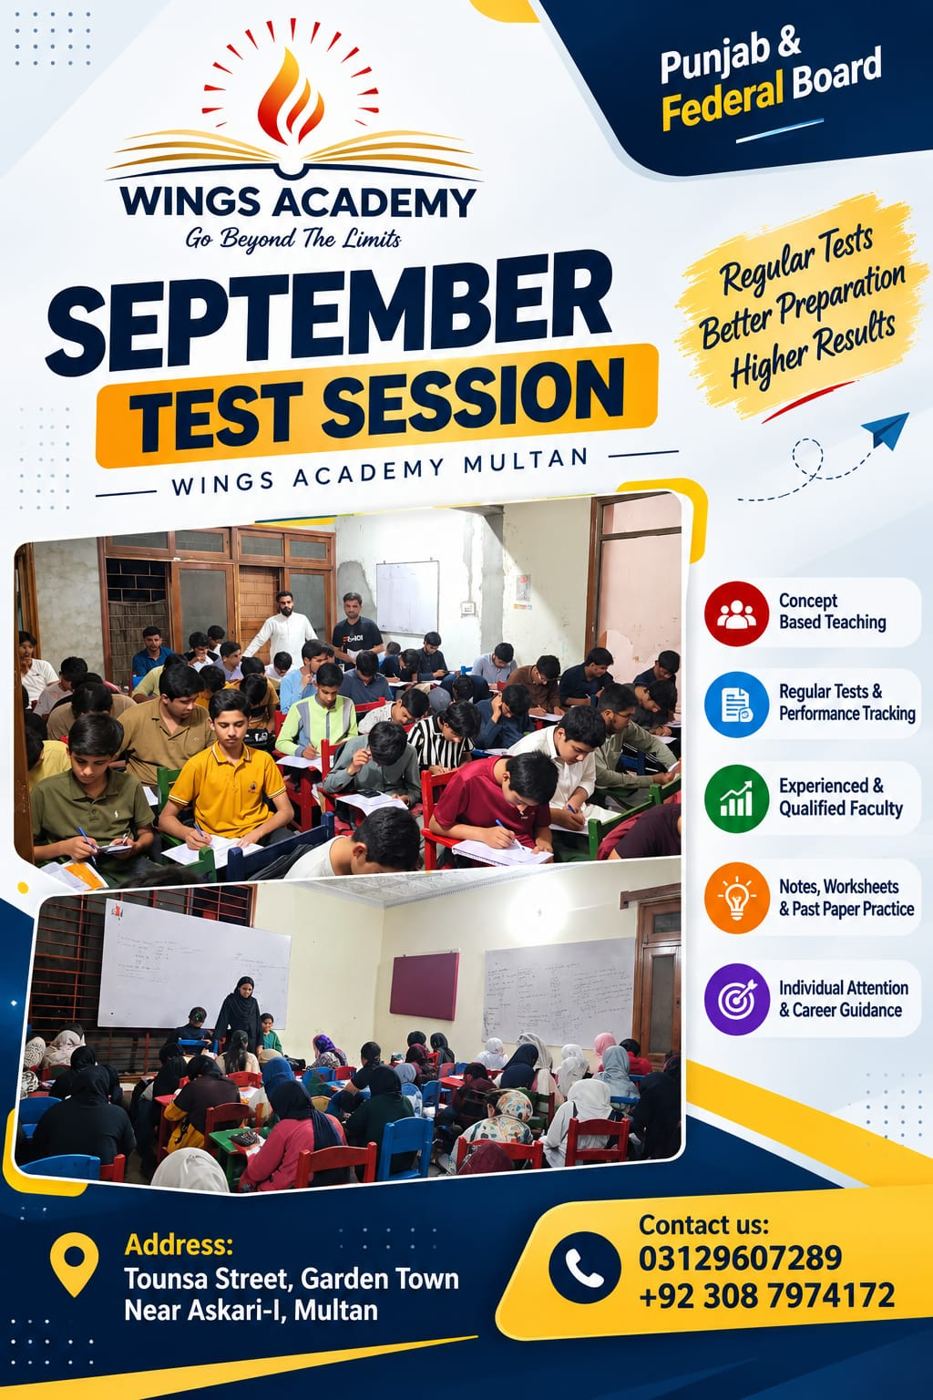 WINGS ACADEMY
Go Beyond The Limits
Punjab &
Federal Board
SEPTEMBER
TEST SESSION
WINGS ACADEMY MULTAN
Regular Tests
Better Preparation
Higher Results
Concept
Based Teaching
Regular Tests &
Performance Tracking
Experienced &
Qualified Faculty
Notes, Worksheets
& Past Paper Practice
Individual Attention
& Career Guidance
Address:
Tounsa Street, Garden Town
Near Askari-I, Multan
Contact us:
03129607289
+92 308 7974172